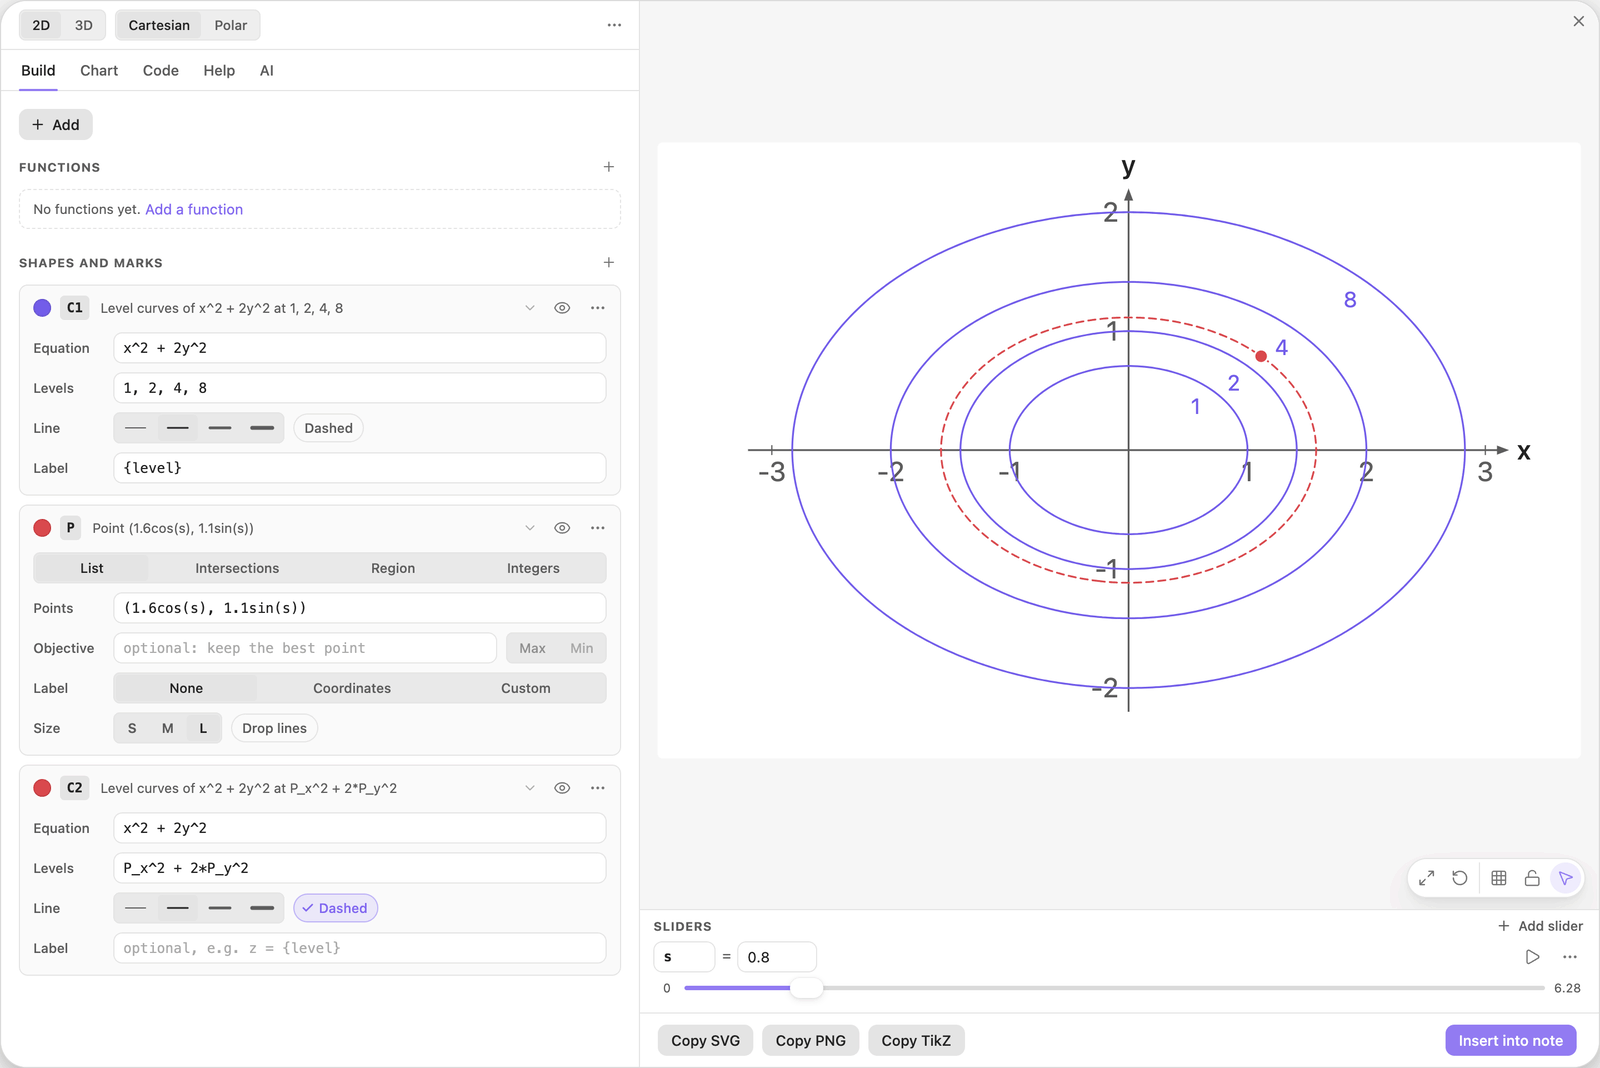 2D 3D Cartesian Polar ...
Build Chart Code Help AI
+ Add
FUNCTIONS +
No functions yet. Add a function
SHAPES AND MARKS +
C1 Level curves of x^2 + 2y^2 at 1, 2, 4, 8 ...
Equation x^2 + 2y^2
Levels 1, 2, 4, 8
Line Dashed
Label {level}
P Point (1.6cos(s), 1.1sin(s)) ...
List Intersections Region Integers
Points (1.6cos(s), 1.1sin(s))
Objective optional: keep the best point Max Min
Label None Coordinates Custom
Size S M L Drop lines
C2 Level curves of x^2 + 2y^2 at P_x^2 + 2*P_y^2 ...
Equation x^2 + 2y^2
Levels P_x^2 + 2*P_y^2
Line ✓ Dashed
Label optional, e.g. z = {level}
y
2
8
1
4
2
1
x
-3 -2 -1 1 2 3
-1
-2
SLIDERS + Add slider
s = 0.8 ...
0 6.28
Copy SVG Copy PNG Copy TikZ Insert into note